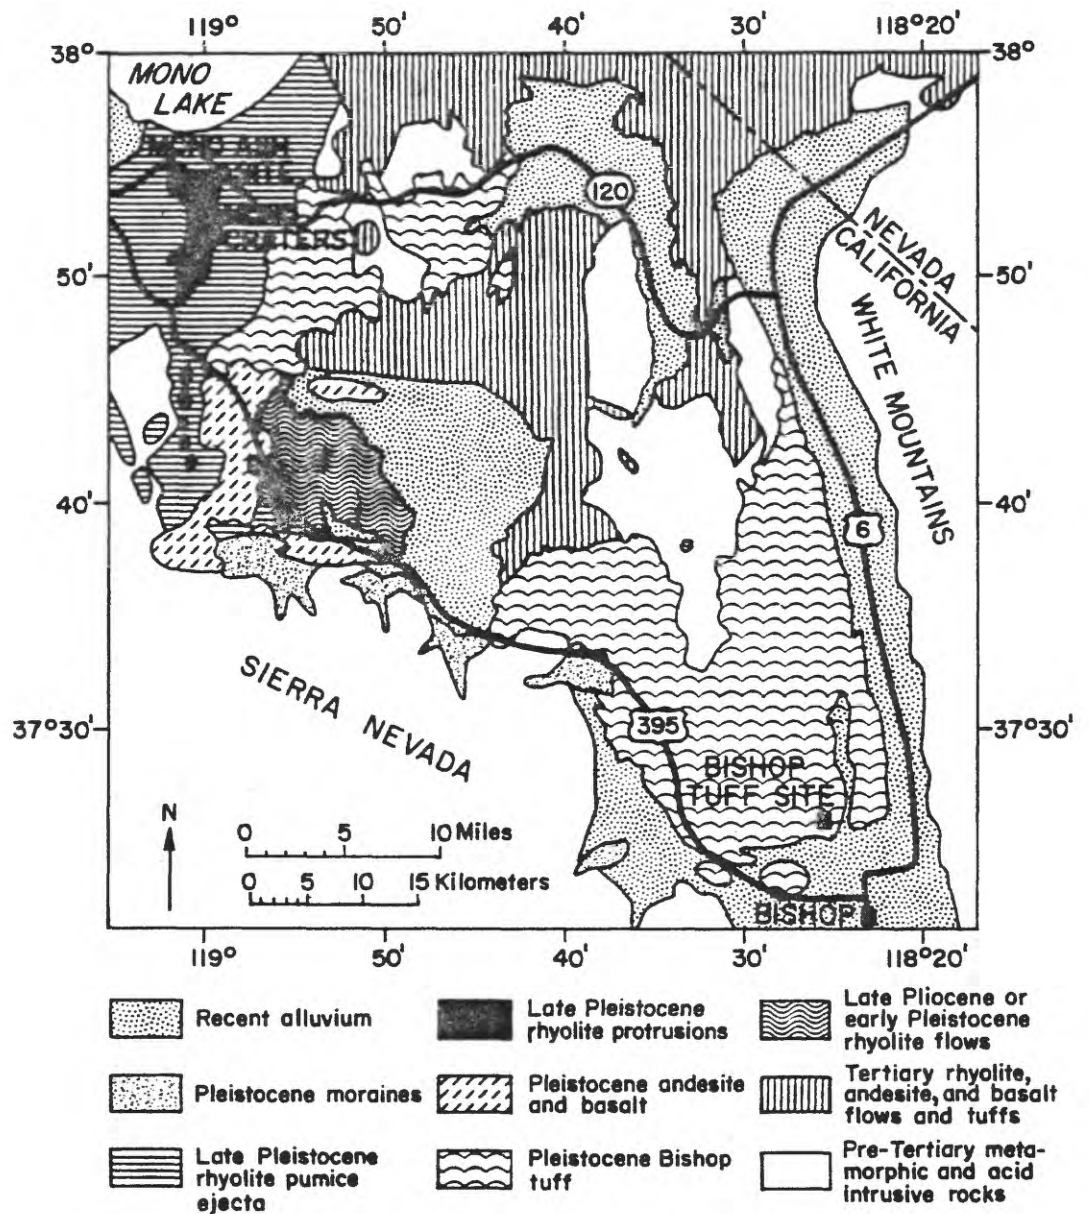 119° 50' 40' 30' 118°20'
38° 38°
MONO
LAKE
MONO ASH
SITE
120
CRATERS
NEVADA
CALIFORNIA
50' 50'
WHITE MOUNTAINS
40' 40'
6
SIERRA NEVADA
37°30' 37°30'
395
BISHOP
TUFF SITE
N
0 5 10 Miles
0 5 10 15 Kilometers
BISHOP
119° 50' 40' 30' 118°20'
Recent alluvium
Late Pleistocene
rhyolite protrusions
Late Pliocene or
early Pleistocene
rhyolite flows
Pleistocene moraines
Pleistocene andesite
and basalt
Tertiary rhyolite,
andesite, and basalt
flows and tuffs
Late Pleistocene
rhyolite pumice
ejecta
Pleistocene Bishop
tuff
Pre-Tertiary meta-
morphic and acid
intrusive rocks